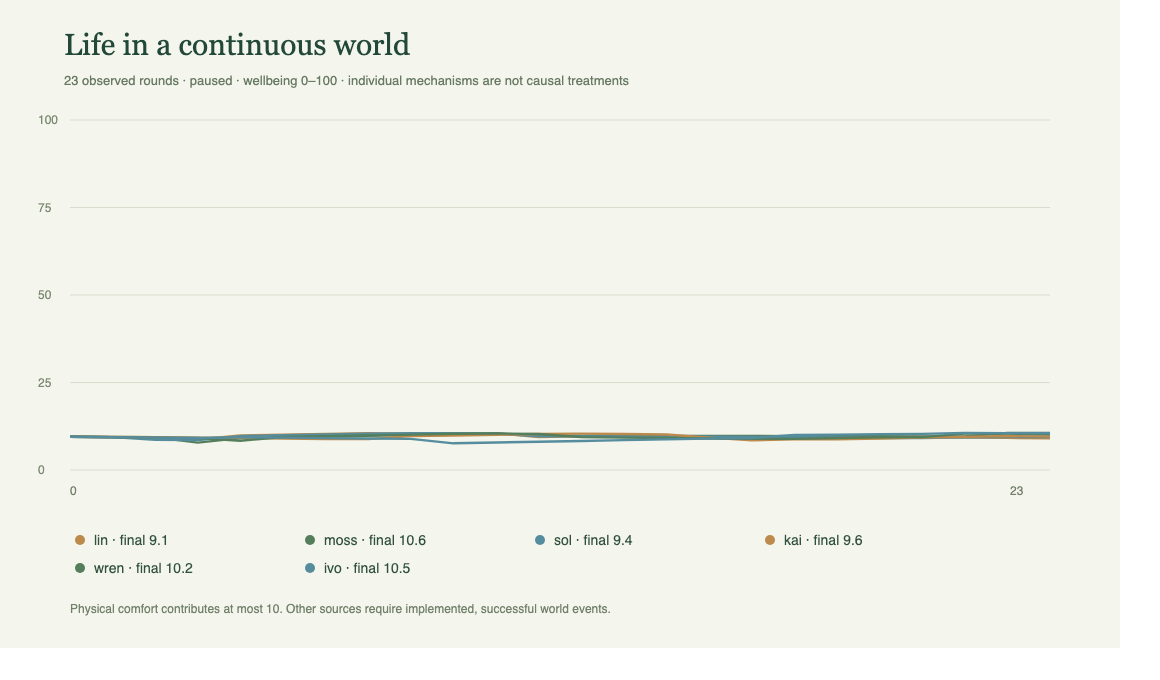 Life in a continuous world
23 observed rounds · paused · wellbeing 0–100 · individual mechanisms are not causal treatments
100
75
50
25
0
0 23
lin · final 9.1 moss · final 10.6 sol · final 9.4 kai · final 9.6
wren · final 10.2 ivo · final 10.5
Physical comfort contributes at most 10. Other sources require implemented, successful world events.